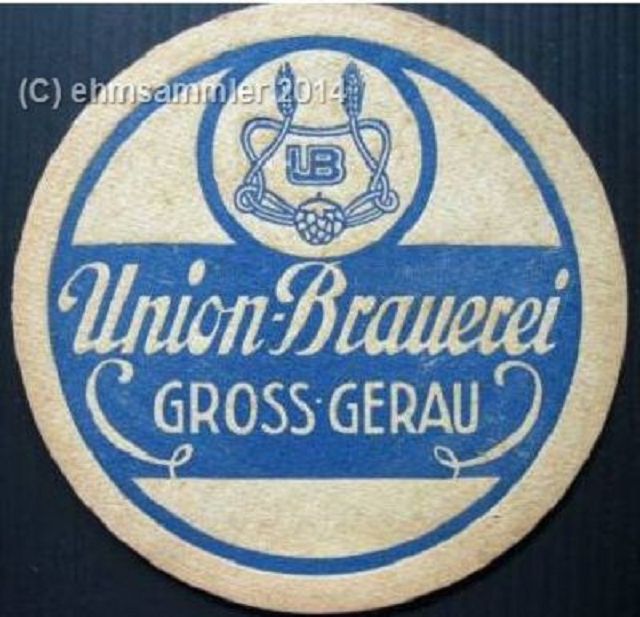 (C) ehmsammler 2014
UB
Union-Brauerei
GROSS-GERAU